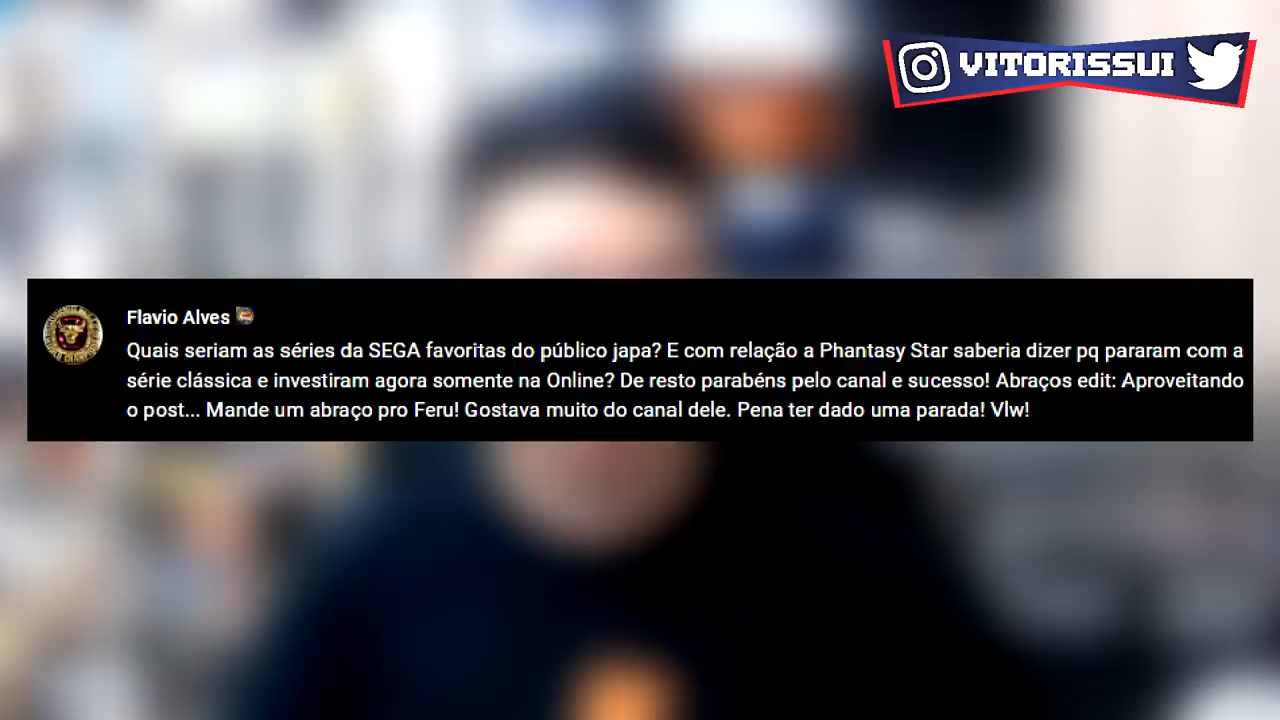 VITORISSUI
Flavio Alves
Quais seriam as séries da SEGA favoritas do público japa? E com relação a Phantasy Star saberia dizer pq pararam com a
série clássica e investiram agora somente na Online? De resto parabéns pelo canal e sucesso! Abraços edit: Aproveitando
o post... Mande um abraço pro Feru! Gostava muito do canal dele. Pena ter dado uma parada! Vlw!